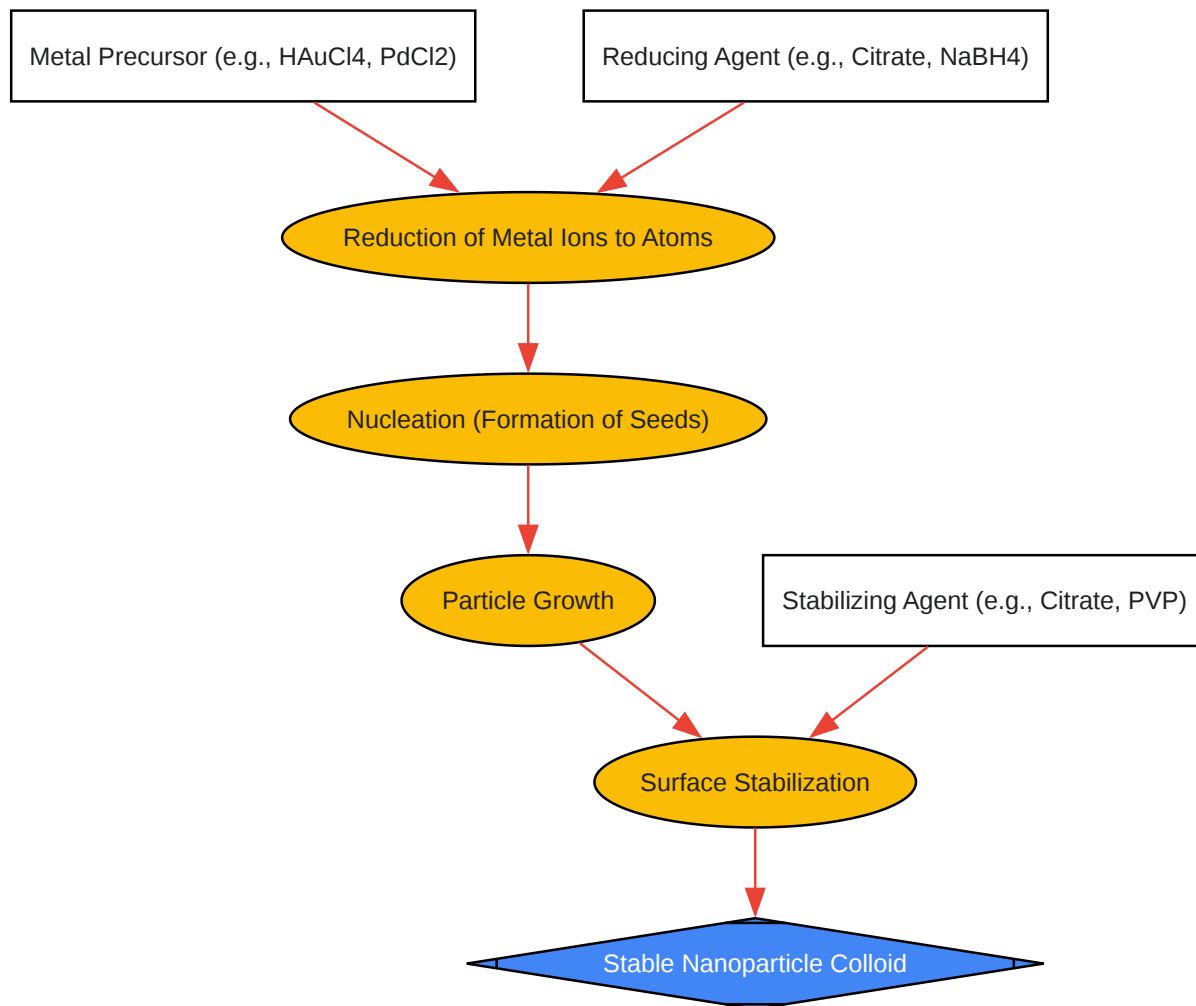 Metal Precursor (e.g., HAuCl4, PdCl2)
Reducing Agent (e.g., Citrate, NaBH4)
Reduction of Metal Ions to Atoms
Nucleation (Formation of Seeds)
Particle Growth
Stabilizing Agent (e.g., Citrate, PVP)
Surface Stabilization
Stable Nanoparticle Colloid